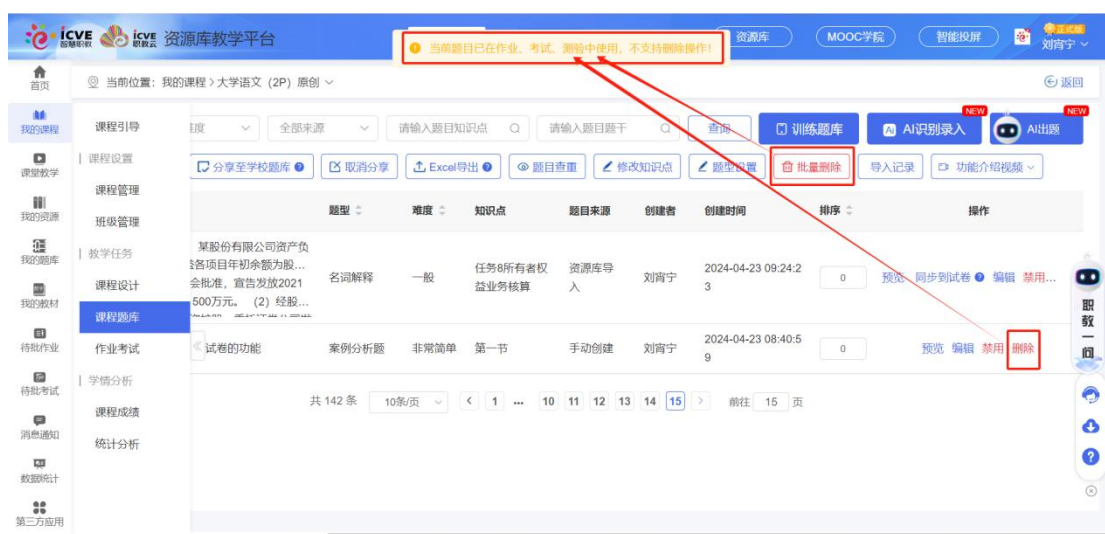 icve 智慧职教 icve 职教云 资源库教学平台
当前题目已在作业、考试、测验中使用，不支持删除操作！
资源库 MOOC学院 智能投屏 正式版 刘宵宁
首页 当前位置：我的课程>大学语文（2P）原创 返回
我的课程
课堂教学
我的资源
我的题库
我的教材
待批作业
待批考试
消息通知
数据统计
第三方应用
课程引导
课程设置
课程管理
班级管理
教学任务
课程设计
课程题库
作业考试
学情分析
课程成绩
统计分析
难度 全部来源 请输入题目知识点 请输入题目题干 查询 训练题库 AI识别录入 NEW AI出题 NEW
分享至学校题库 取消分享 Excel导出 题目查重 修改知识点 题型设置 批量删除 导入记录 功能介绍视频
题型 难度 知识点 题目来源 创建者 创建时间 排序 操作
某股份有限公司资产负
各项目年初余额为股...
会批准，宣告发放2021
500万元。（2）经股...
名词解释 一般 任务8所有者权益业务核算 资源库导入 刘宵宁 2024-04-23 09:24:23 0 预览 同步到试卷 编辑 禁用...
试卷的功能 案例分析题 非常简单 第一节 手动创建 刘宵宁 2024-04-23 08:40:59 0 预览 编辑 禁用 删除
共 142 条 10条/页 1 ... 10 11 12 13 14 15 前往 15 页
职教一问